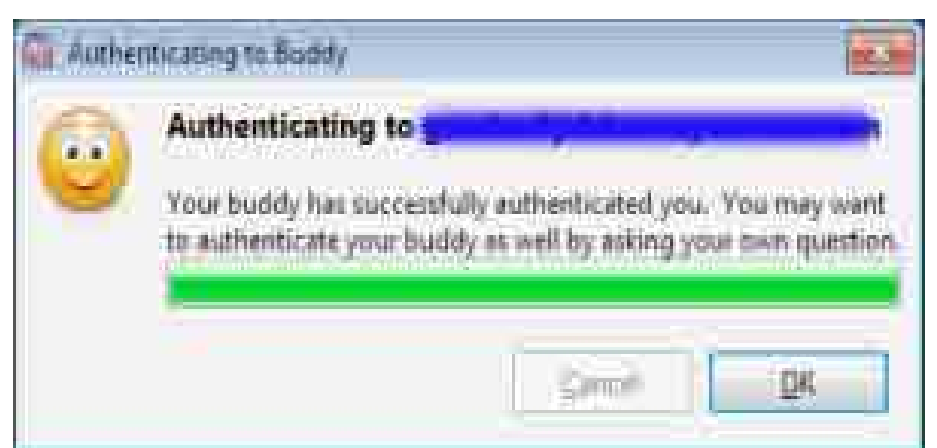 Authenticating to Buddy
Authenticating to
Your buddy has successfully authenticated you. You may want
to authenticate your buddy as well by asking your own question.
Cancel
OK